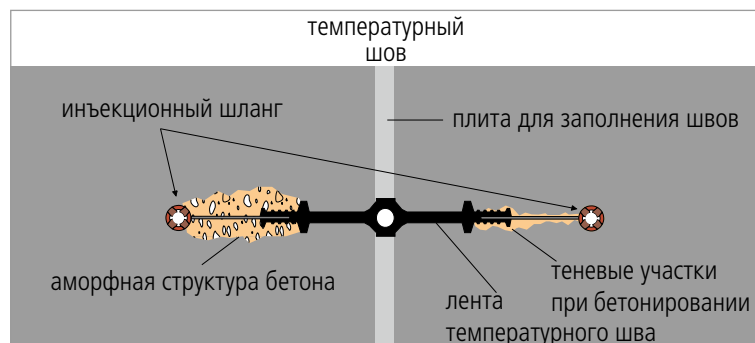 температурный
шов
инъекционный шланг
плита для заполнения швов
аморфная структура бетона
теневые участки
при бетонировании
лента
температурного шва